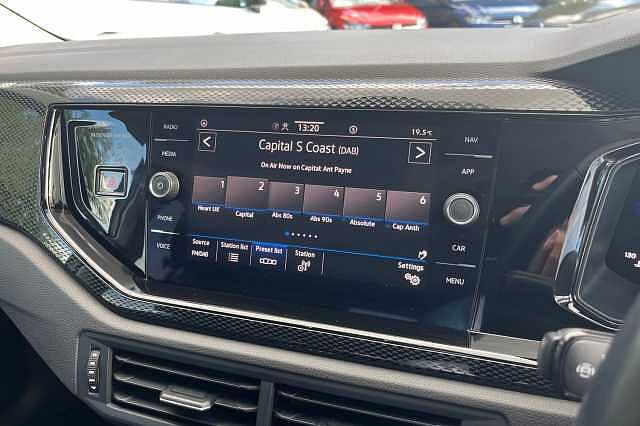 RADIO
MEDIA
PHONE
VOICE
13:20
19.5°C
Capital S Coast (DAB)
On Air Now on Capital: Ant Payne
1 2 3 4 5 6
Heart UK Capital Abs 80s Abs 90s Absolute Cap Anth
Source Station list Preset list Station Settings
FM/DAB
NAV
APP
CAR
MENU
130